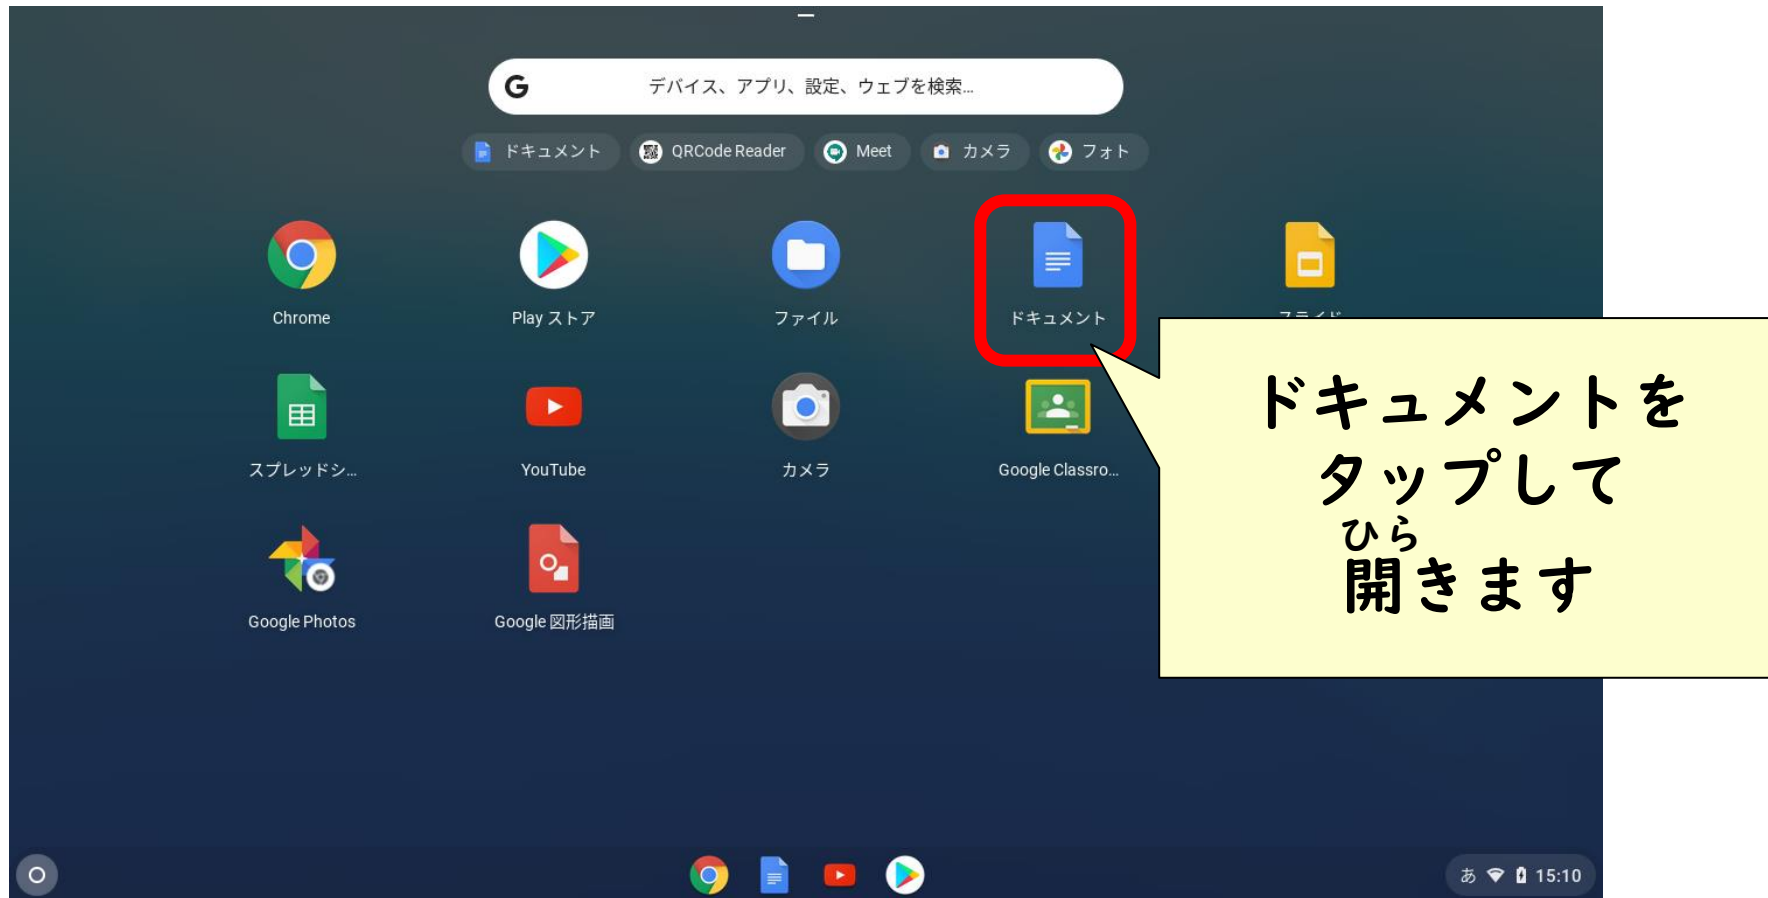 デバイス、アプリ、設定、ウェブを検索...
ドキュメント QRCode Reader Meet カメラ フォト
Chrome Play ストア ファイル ドキュメント
スプレッドシ... YouTube カメラ Google Classro...
Google Photos Google 図形描画
ドキュメントを
タップして
ひら
開きます
あ 15:10